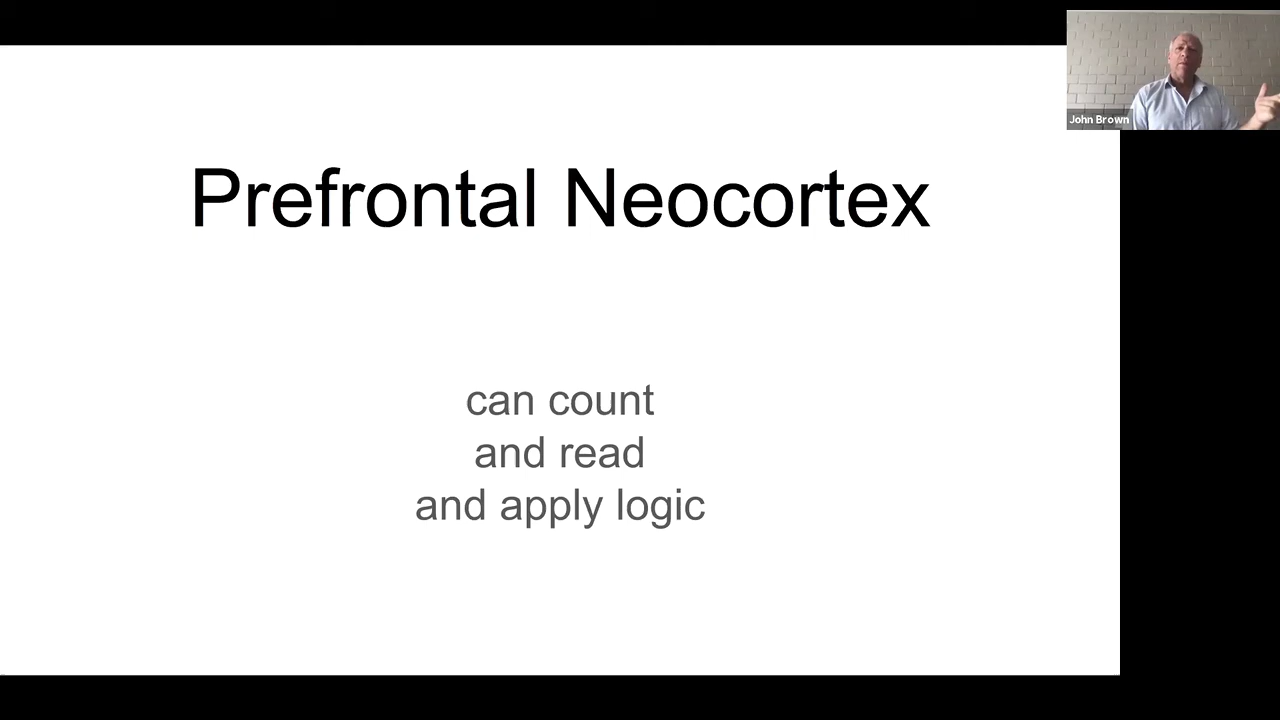 John Brown
Prefrontal Neocortex
can count
and read
and apply logic